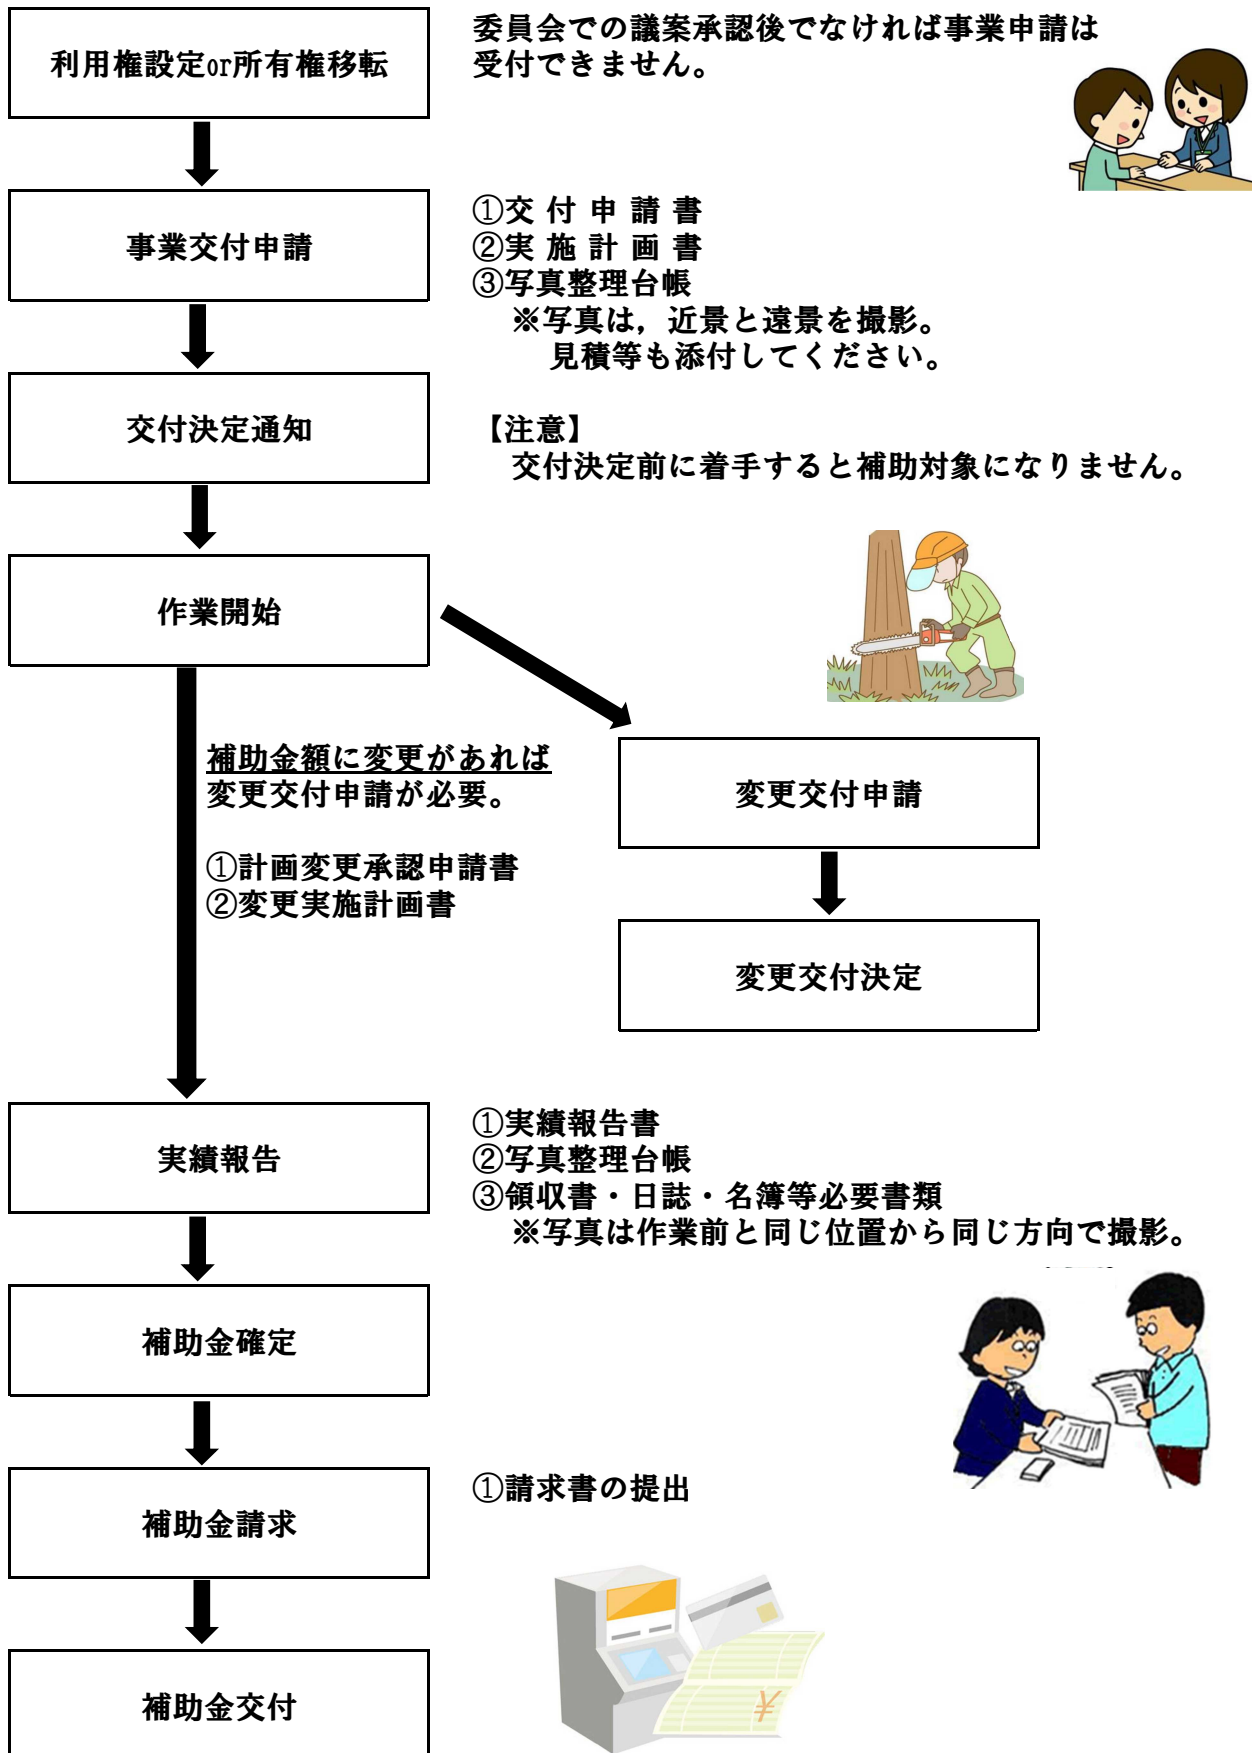 利用権設定or所有権移転
委員会での議案承認後でなければ事業申請は
受付できません。
事業交付申請
①交付申請書
②実施計画書
③写真整理台帳
※写真は，近景と遠景を撮影。
見積等も添付してください。
交付決定通知
【注意】
交付決定前に着手すると補助対象になりません。
作業開始
補助金額に変更があれば
変更交付申請が必要。
①計画変更承認申請書
②変更実施計画書
変更交付申請
変更交付決定
実績報告
①実績報告書
②写真整理台帳
③領収書・日誌・名簿等必要書類
※写真は作業前と同じ位置から同じ方向で撮影。
補助金確定
補助金請求
①請求書の提出
補助金交付
¥